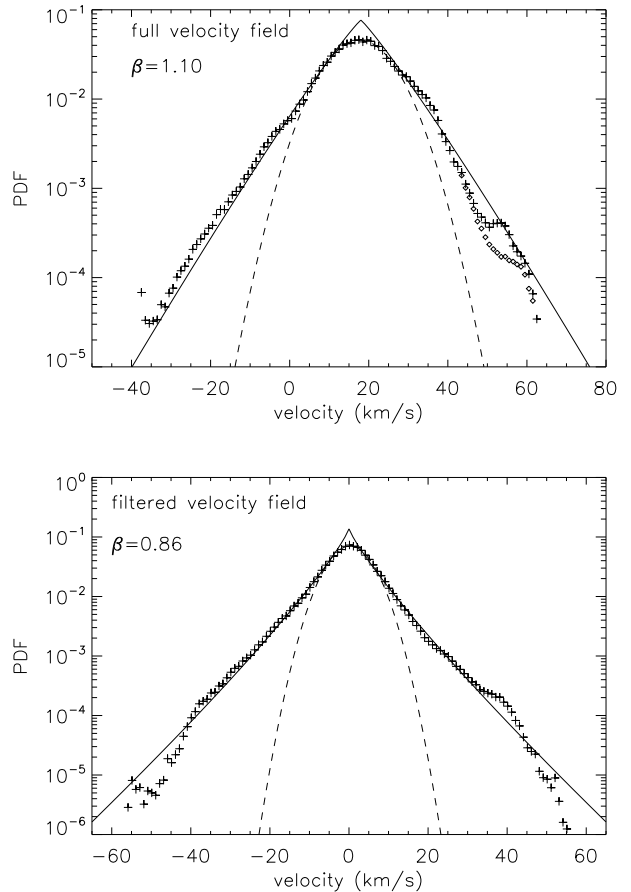 full velocity field
β=1.10
PDF
10⁻¹
10⁻²
10⁻³
10⁻⁴
10⁻⁵
−40 −20 0 20 40 60 80
velocity (km/s)
filtered velocity field
β=0.86
PDF
10⁰
10⁻¹
10⁻²
10⁻³
10⁻⁴
10⁻⁵
10⁻⁶
−60 −40 −20 0 20 40 60
velocity (km/s)